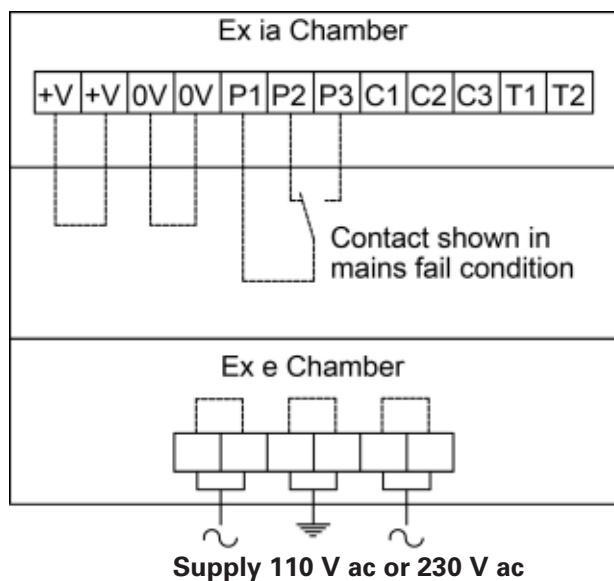 Ex ia Chamber
+V +V 0V 0V P1 P2 P3 C1 C2 C3 T1 T2
Contact shown in
mains fail condition
Ex e Chamber
Supply 110 V ac or 230 V ac